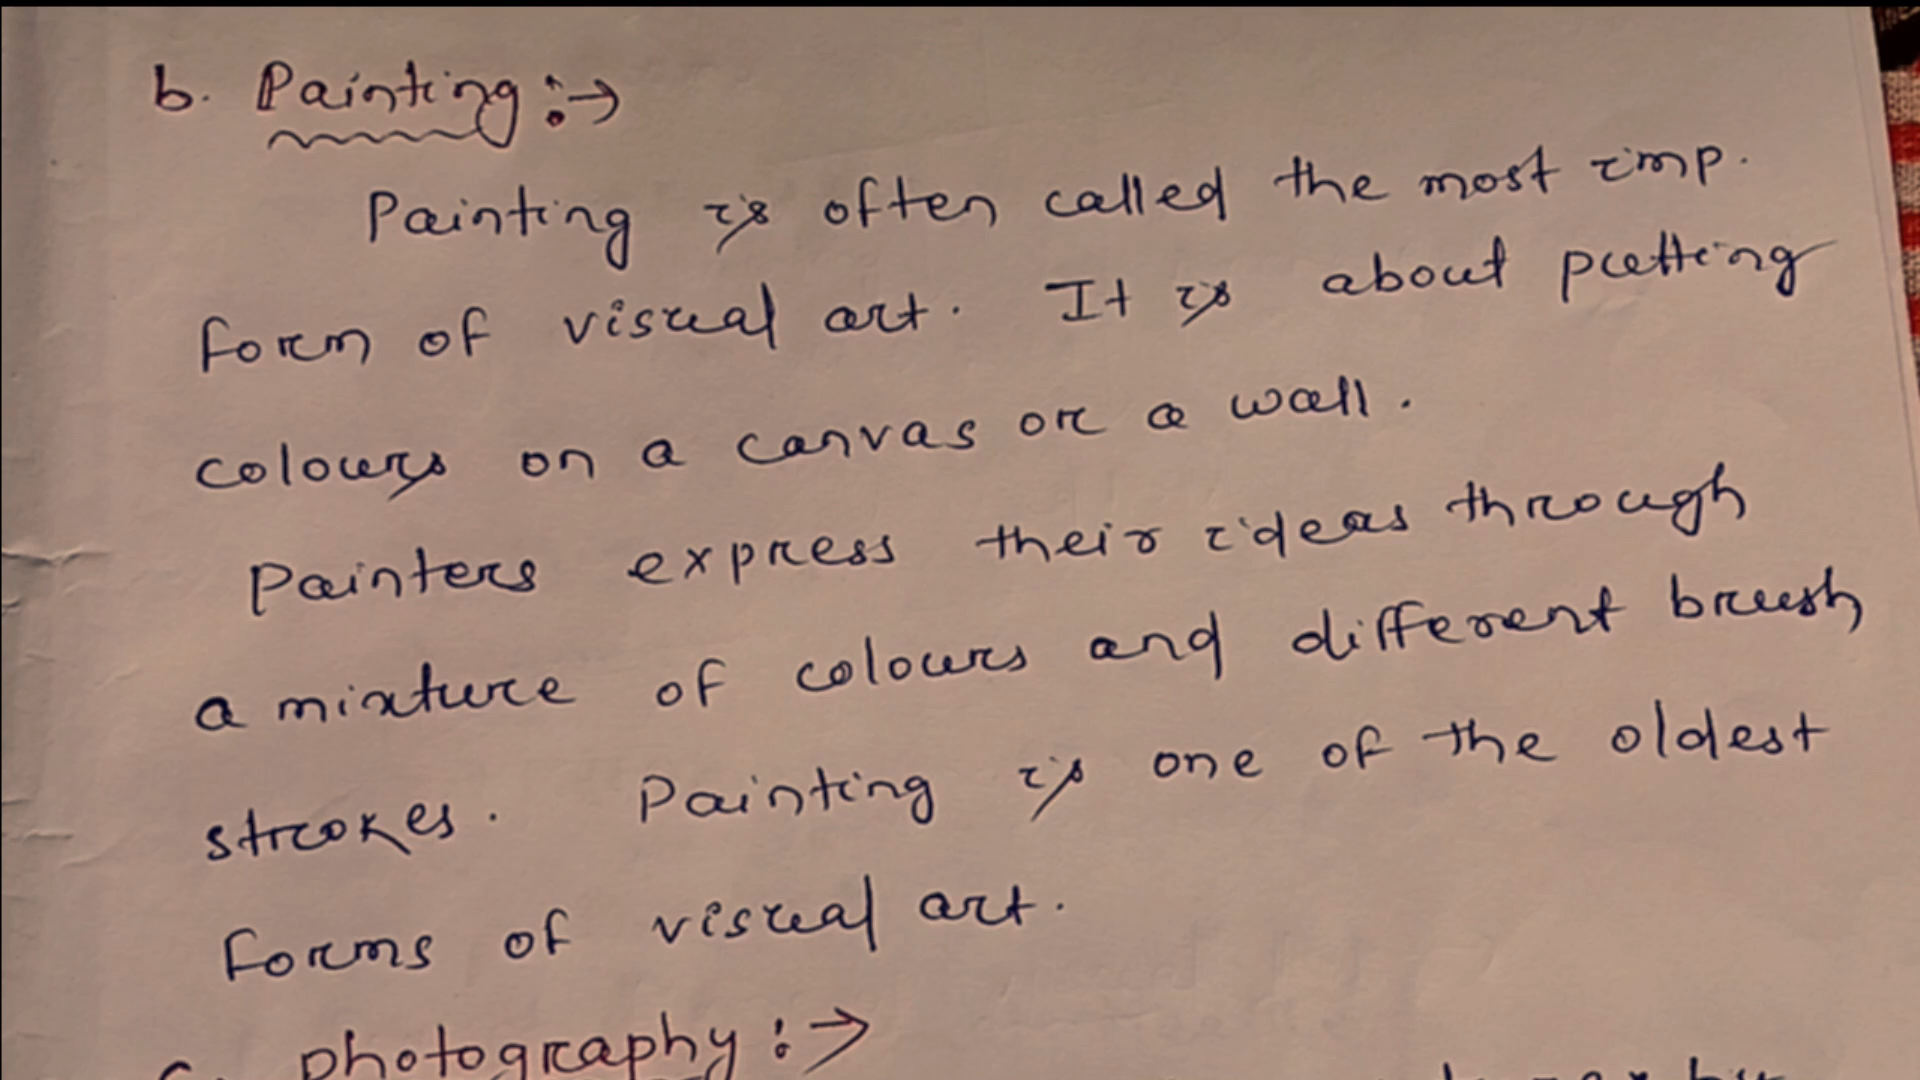 b. Painting :→
Painting is often called the most imp.
form of visual art. It is about putting
colours on a canvas or a wall.
Painters express their ideas through
a mixture of colours and different brush
strokes. Painting is one of the oldest
forms of visual art.
c. photography :→